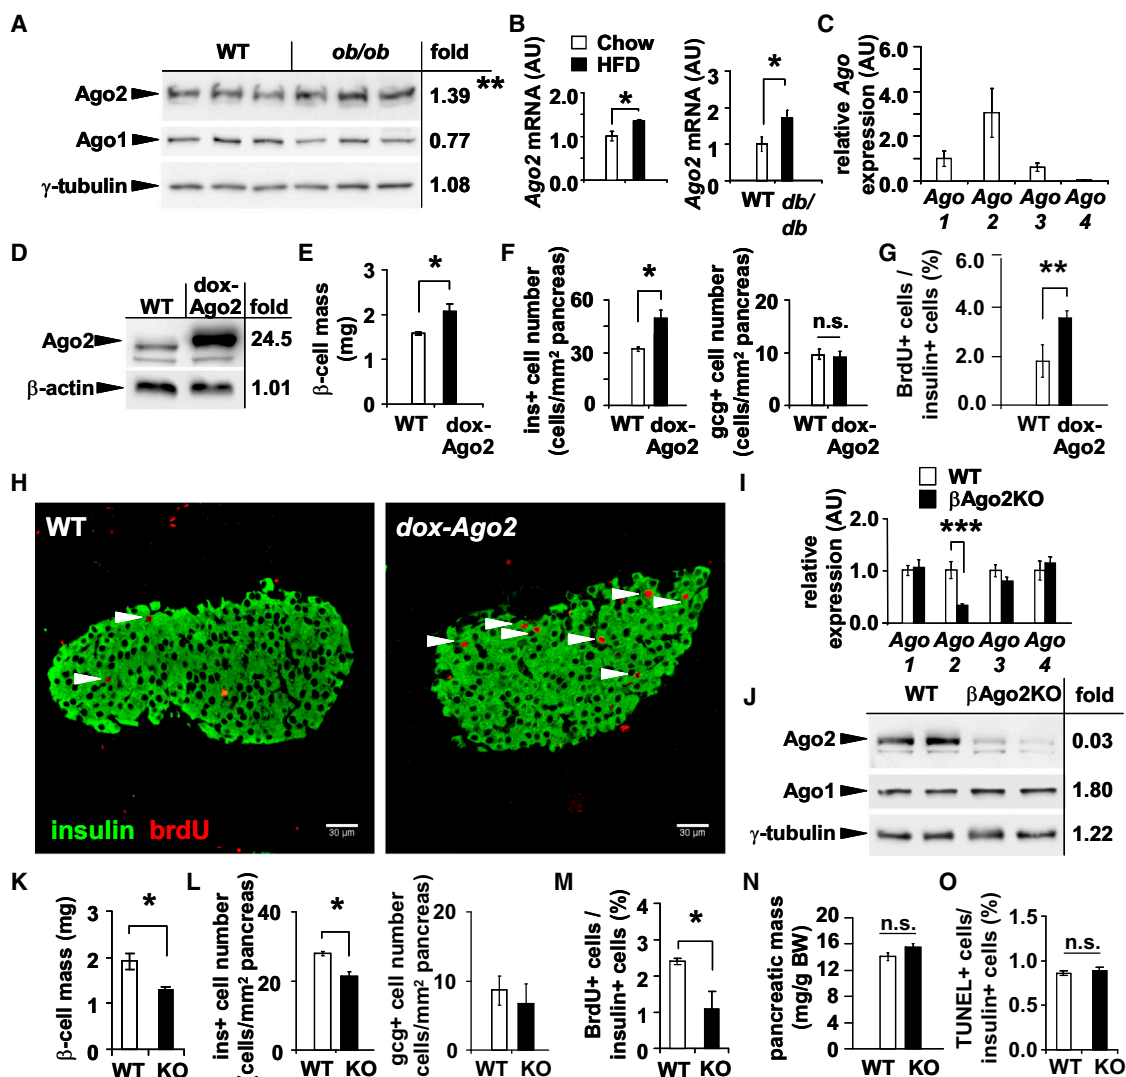 A
WT ob/ob fold
Ago2 1.39 **
Ago1 0.77
γ-tubulin 1.08
B
Chow
HFD
Ago2 mRNA (AU)
2.0
1.0
0.0
*
Ago2 mRNA (AU)
3
2
1
0
*
WT db/
db
C
relative Ago
expression (AU)
6.0
4.0
2.0
0.0
Ago Ago Ago Ago
1 2 3 4
D
WT dox- fold
Ago2
Ago2 24.5
β-actin 1.01
E
β-cell mass
(mg)
3
2
1
0
*
WT dox-
Ago2
F
ins+ cell number
(cells/mm² pancreas)
60
30
0
*
WT dox-
Ago2
gcg+ cell number
(cells/mm² pancreas)
20
10
0
n.s.
WT dox-
Ago2
G
BrdU+ cells /
insulin+ cells (%)
6.0
4.0
2.0
0.0
**
WT dox-
Ago2
H
WT
insulin brdU
30 µm
dox-Ago2
30 µm
I
WT
βAgo2KO
relative
expression (AU)
2.0
1.0
0.0
***
Ago Ago Ago Ago
1 2 3 4
J
WT βAgo2KO fold
Ago2 0.03
Ago1 1.80
γ-tubulin 1.22
K
β-cell mass (mg)
3
2
1
0
*
WT KO
L
ins+ cell number
(cells/mm² pancreas)
40
20
0
*
WT KO
gcg+ cell number
cells/mm² pancreas)
20
10
0
WT KO
M
BrdU+ cells /
insulin+ cells (%)
4
3
2
1
0
*
WT KO
N
pancreatic mass
(mg/g BW)
20
16
12
8
4
0
n.s.
WT KO
O
TUNEL+ cells/
insulin+ cells (%)
1.5
1.0
0.5
0.0
n.s.
WT KO